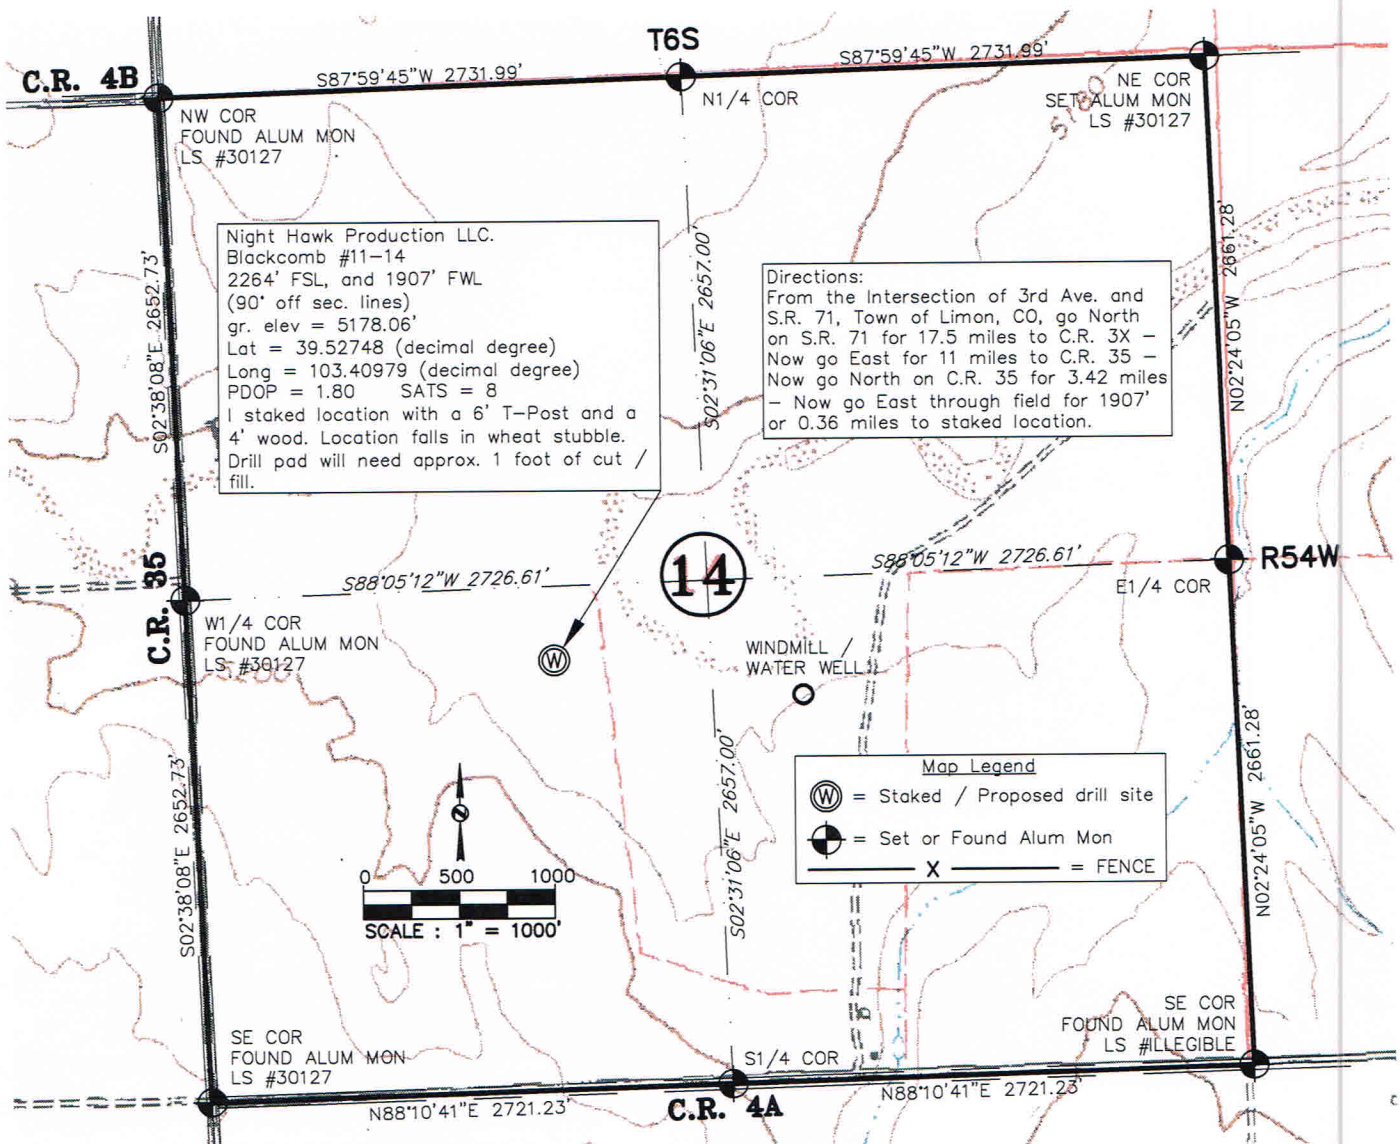 T6S
C.R. 4B
S87°59'45"W 2731.99'
S87°59'45"W 2731.99'
NW COR
FOUND ALUM MON
LS #30127
N1/4 COR
NE COR
SET ALUM MON
LS #30127
5180
S02°38'08"E 2652.73'
Night Hawk Production LLC.
Blackcomb #11-14
2264' FSL, and 1907' FWL
(90° off sec. lines)
gr. elev = 5178.06'
Lat = 39.52748 (decimal degree)
Long = 103.40979 (decimal degree)
PDOP = 1.80 SATS = 8
I staked location with a 6' T-Post and a
4' wood. Location falls in wheat stubble.
Drill pad will need approx. 1 foot of cut /
fill.
S02°31'06"E 2657.00'
Directions:
From the Intersection of 3rd Ave. and
S.R. 71, Town of Limon, CO, go North
on S.R. 71 for 17.5 miles to C.R. 3X -
Now go East for 11 miles to C.R. 35 -
Now go North on C.R. 35 for 3.42 miles
- Now go East through field for 1907'
or 0.36 miles to staked location.
N02°24'05"W 2661.28'
C.R. 35
S88°05'12"W 2726.61'
14
S88°05'12"W 2726.61'
R54W
W1/4 COR
FOUND ALUM MON
LS #30127
5200
E1/4 COR
W
WINDMILL /
WATER WELL
S02°38'08"E 2652.73'
S02°31'06"E 2657.00'
N02°24'05"W 2661.28'
Map Legend
W = Staked / Proposed drill site
= Set or Found Alum Mon
X = FENCE
N
0 500 1000
SCALE : 1" = 1000'
SE COR
FOUND ALUM MON
LS #30127
S1/4 COR
SE COR
FOUND ALUM MON
LS #ILLEGIBLE
N88°10'41"E 2721.23'
C.R. 4A
N88°10'41"E 2721.23'